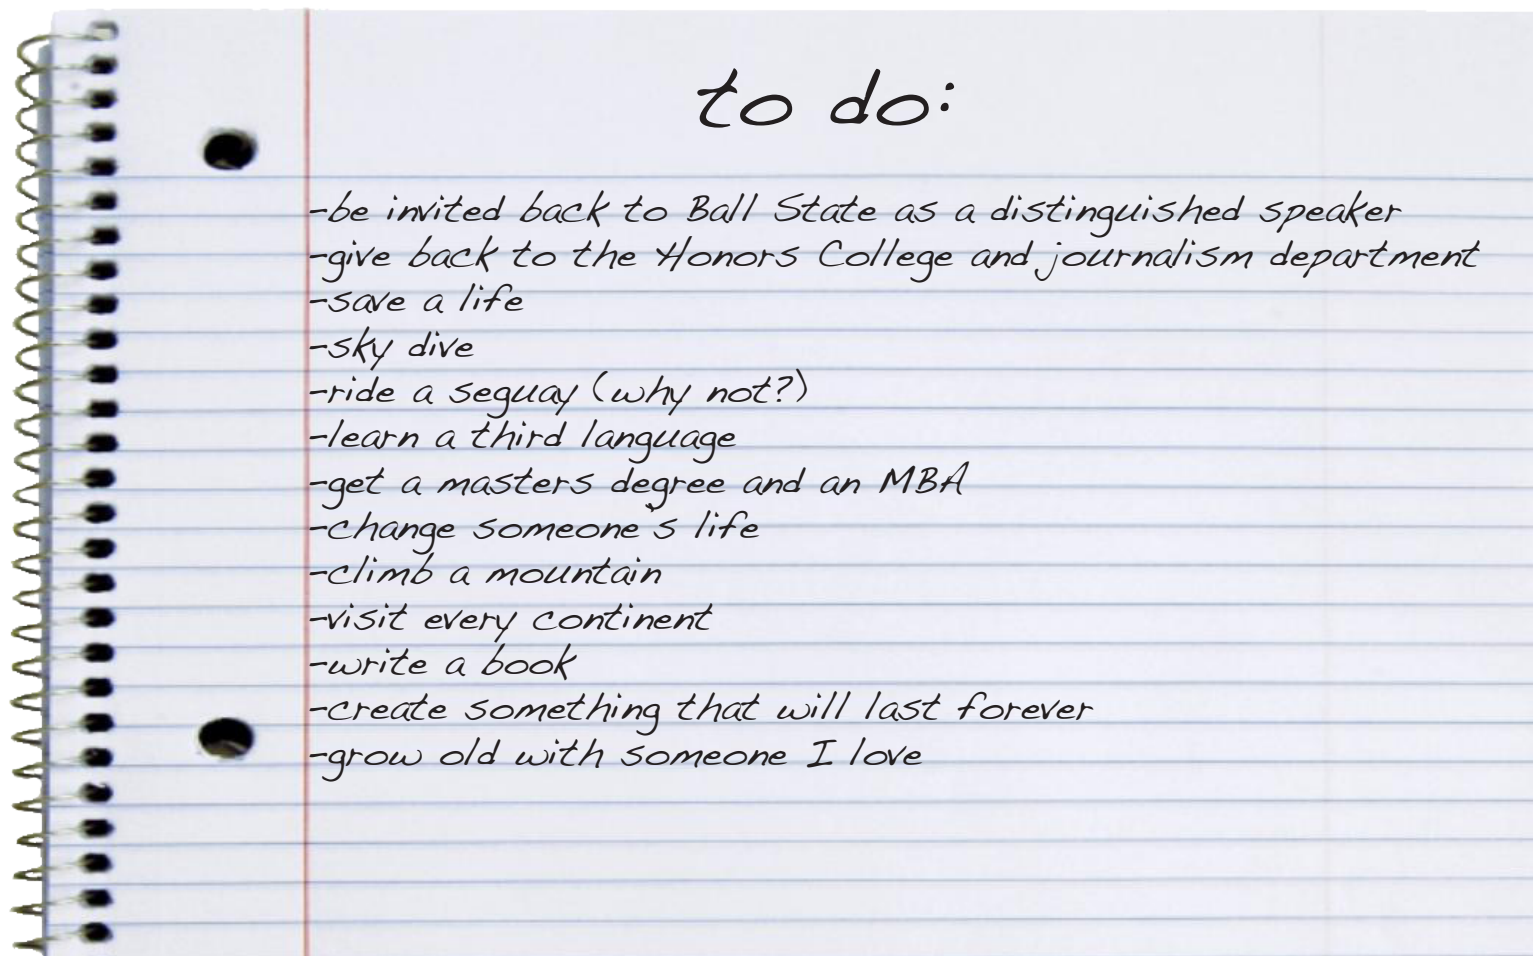 to do:
-be invited back to Ball State as a distinguished speaker
-give back to the Honors College and journalism department
-save a life
-sky dive
-ride a seguay (why not?)
-learn a third language
-get a masters degree and an MBA
-change someone's life
-climb a mountain
-visit every continent
-write a book
-create something that will last forever
-grow old with someone I love